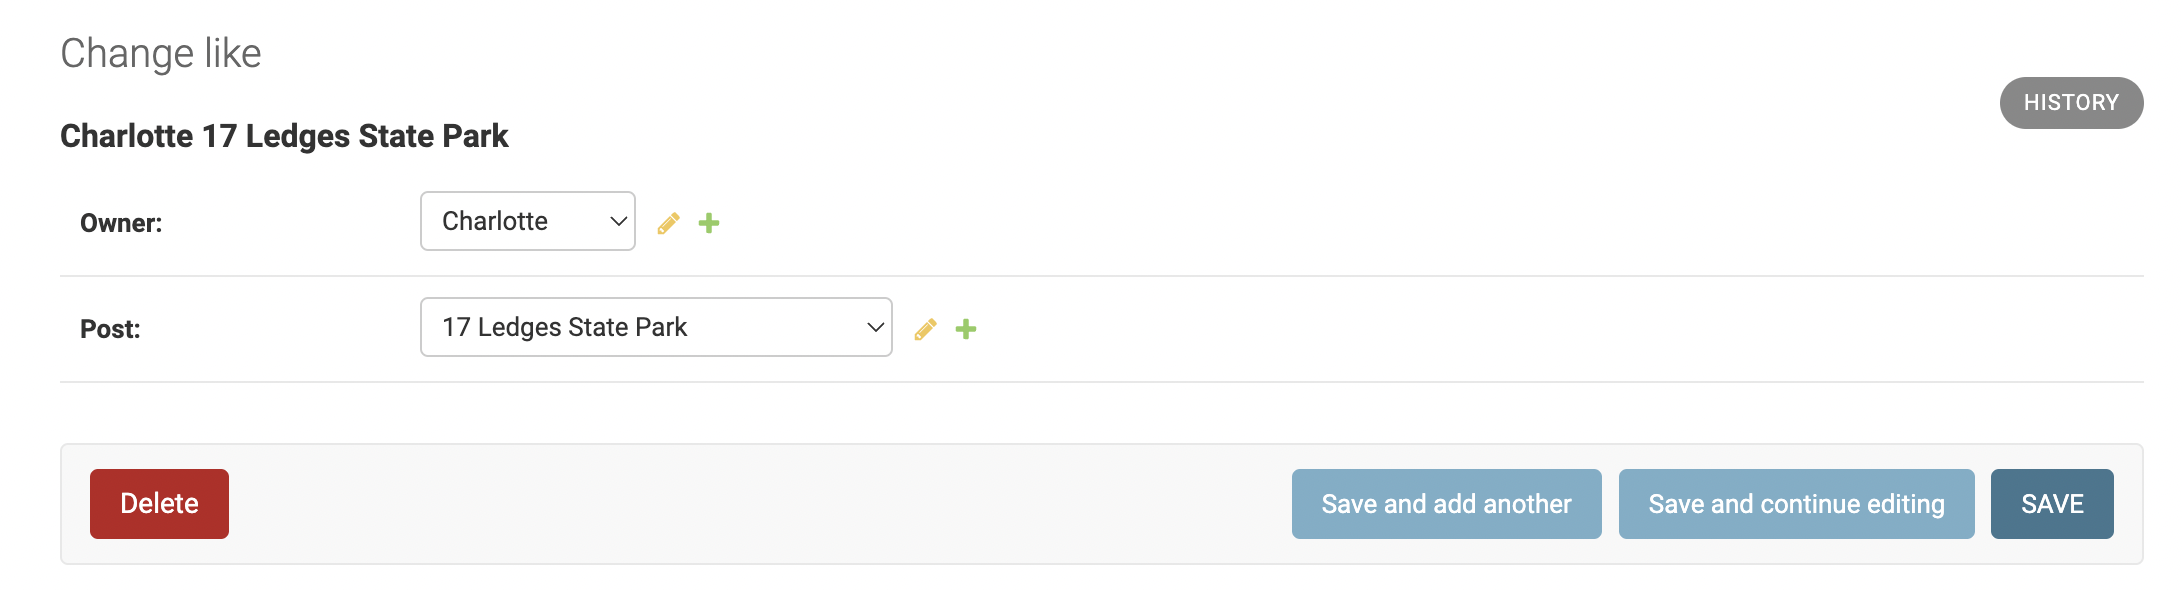 Change like
HISTORY
Charlotte 17 Ledges State Park
Owner: Charlotte
Post: 17 Ledges State Park
Delete Save and add another Save and continue editing SAVE